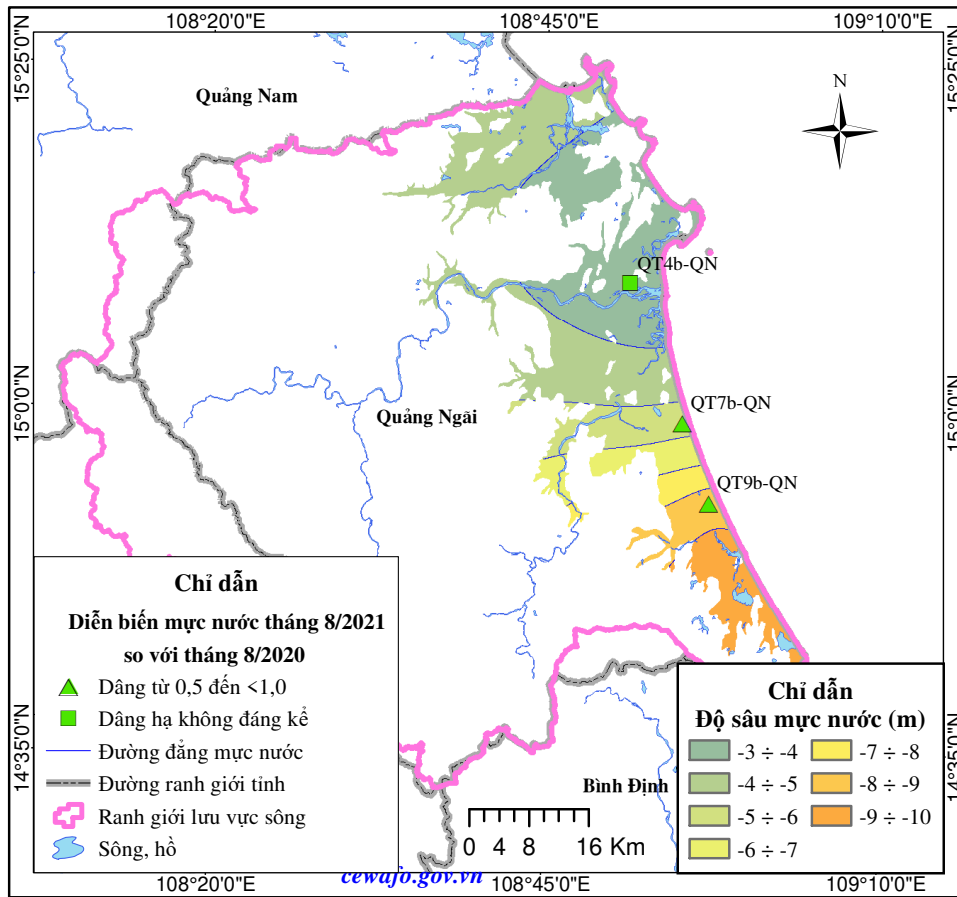 108°20'0"E 108°45'0"E 109°10'0"E
15°25'0"N
15°25'0"N
Quảng Nam
N
QT4b-QN
15°0'0"N
15°0'0"N
QT7b-QN
Quảng Ngãi
QT9b-QN
14°35'0"N
14°35'0"N
Chỉ dẫn
Diễn biến mực nước tháng 8/2021
so với tháng 8/2020
Dâng từ 0,5 đến <1,0
Dâng hạ không đáng kể
Đường đẳng mực nước
Đường ranh giới tỉnh
Ranh giới lưu vực sông
Sông, hồ
Bình Định
0 4 8 16 Km
Chỉ dẫn
Độ sâu mực nước (m)
-3 ÷ -4
-4 ÷ -5
-5 ÷ -6
-6 ÷ -7
-7 ÷ -8
-8 ÷ -9
-9 ÷ -10
cewafo.gov.vn
108°20'0"E 108°45'0"E 109°10'0"E